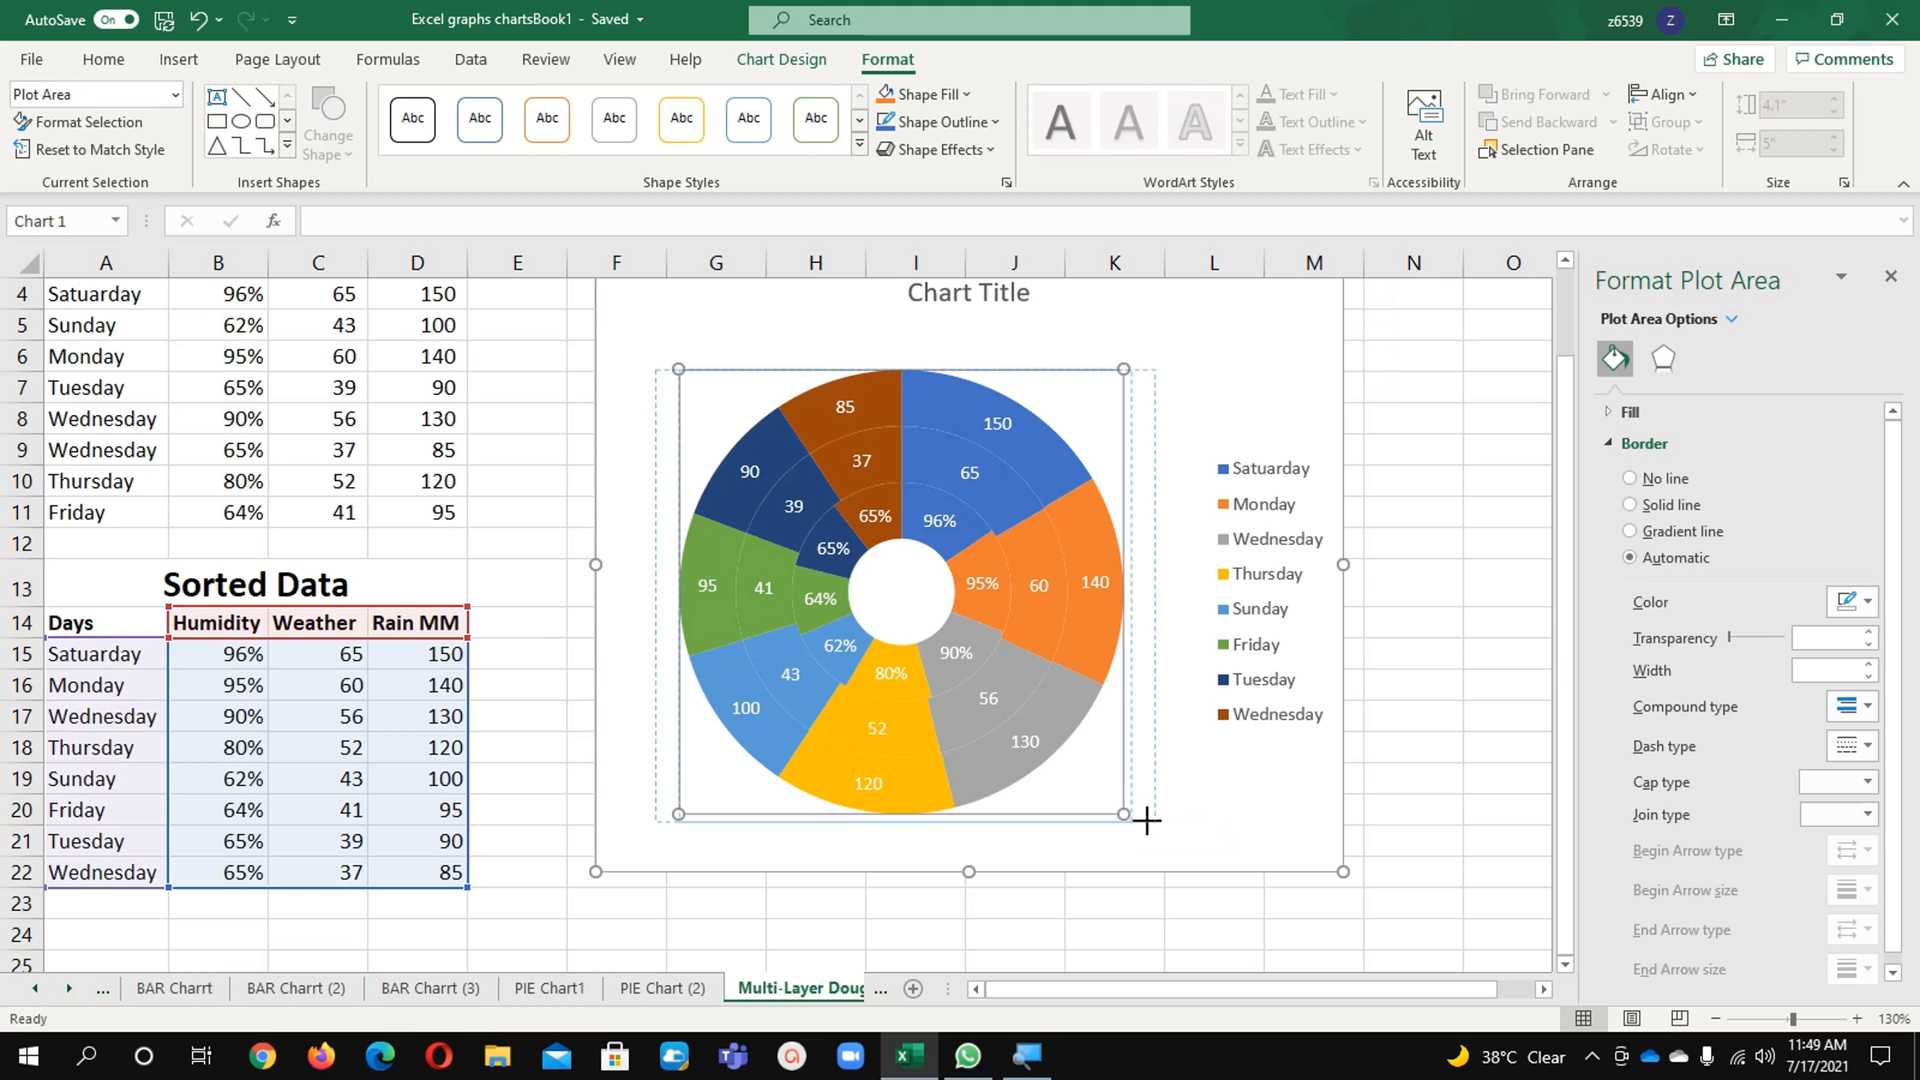 AutoSave On Excel graphs chartsBook1 - Saved Search z6539 Z
File Home Insert Page Layout Formulas Data Review View Help Chart Design Format Share Comments
Plot Area
Format Selection
Reset to Match Style
Current Selection
Change Shape
Insert Shapes
Abc Abc Abc Abc Abc Abc Abc
Shape Fill
Shape Outline
Shape Effects
Shape Styles
A A A
Text Fill
Text Outline
Text Effects
WordArt Styles
Alt Text
Accessibility
Bring Forward
Send Backward
Selection Pane
Align
Group
Rotate
Arrange
4.1"
5"
Size
Chart 1 fx
A B C D E F G H I J K L M N O
4 Satuarday 96% 65 150
5 Sunday 62% 43 100
6 Monday 95% 60 140
7 Tuesday 65% 39 90
8 Wednesday 90% 56 130
9 Wednesday 65% 37 85
10 Thursday 80% 52 120
11 Friday 64% 41 95
12
13 Sorted Data
14 Days Humidity Weather Rain MM
15 Satuarday 96% 65 150
16 Monday 95% 60 140
17 Wednesday 90% 56 130
18 Thursday 80% 52 120
19 Sunday 62% 43 100
20 Friday 64% 41 95
21 Tuesday 65% 39 90
22 Wednesday 65% 37 85
23
24
25
Chart Title
150 65 96%
140 60 95%
130 56 90%
120 52 80%
100 43 62%
95 41 64%
90 39 65%
85 37 65%
Satuarday
Monday
Wednesday
Thursday
Sunday
Friday
Tuesday
Wednesday
Format Plot Area
Plot Area Options
Fill
Border
No line
Solid line
Gradient line
Automatic
Color
Transparency
Width
Compound type
Dash type
Cap type
Join type
Begin Arrow type
Begin Arrow size
End Arrow type
End Arrow size
... BAR Charrt BAR Charrt (2) BAR Charrt (3) PIE Chart1 PIE Chart (2) Multi-Layer Doug ...
Ready 130%
38°C Clear 11:49 AM
7/17/2021